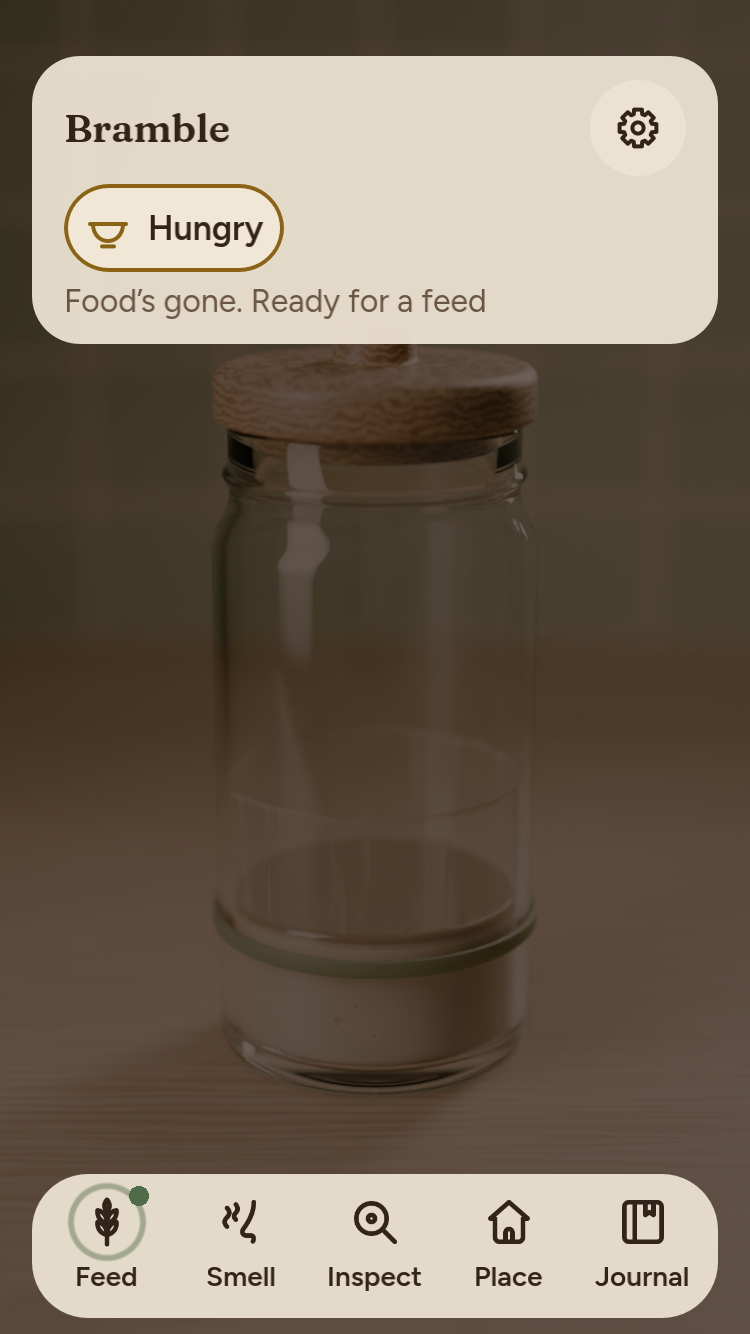 Bramble
Hungry
Food’s gone. Ready for a feed
Feed
Smell
Inspect
Place
Journal